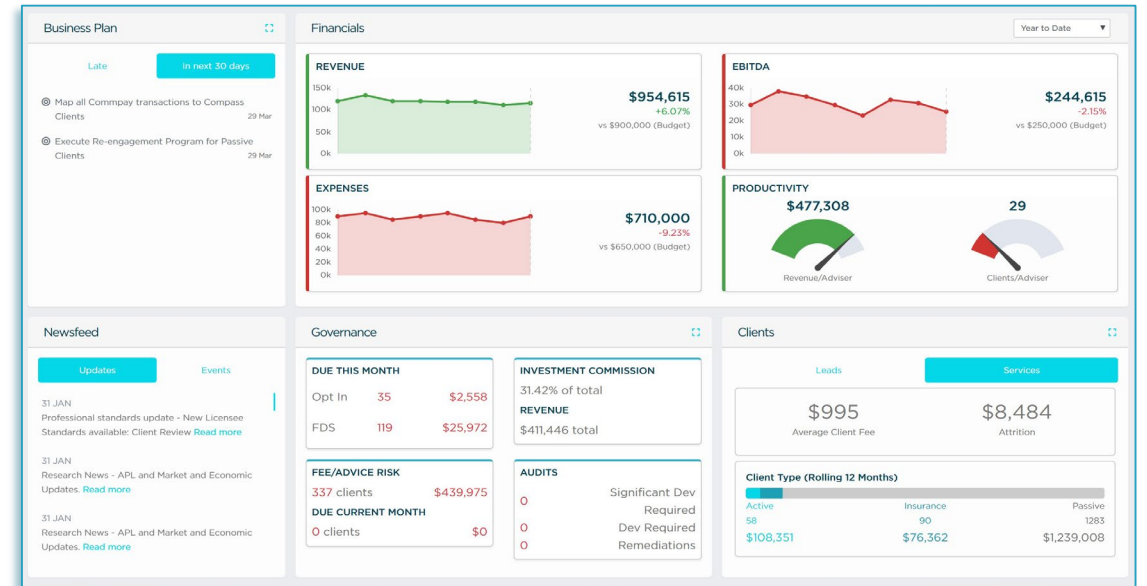 Business Plan
Late
In next 30 days
Map all Commpay transactions to Compass
Clients
29 Mar
Execute Re-engagement Program for Passive
Clients
29 Mar
Financials
Year to Date
REVENUE
150k
100k
50k
0k
$954,615
+6.07%
vs $900,000 (Budget)
EBITDA
40k
30k
20k
10k
0k
$244,615
-2.15%
vs $250,000 (Budget)
EXPENSES
100k
80k
60k
40k
20k
0k
$710,000
-9.23%
vs $650,000 (Budget)
PRODUCTIVITY
$477,308
Revenue/Adviser
29
Clients/Adviser
Newsfeed
Updates
Events
31 JAN
Professional standards update - New Licensee
Standards available: Client Review Read more
31 JAN
Research News - APL and Market and Economic
Updates. Read more
31 JAN
Research News - APL and Market and Economic
Updates. Read more
Governance
DUE THIS MONTH
Opt In 35 $2,558
FDS 119 $25,972
INVESTMENT COMMISSION
31.42% of total
REVENUE
$411,446 total
FEE/ADVICE RISK
337 clients $439,975
DUE CURRENT MONTH
0 clients $0
AUDITS
0 Significant Dev
Required
0 Dev Required
0 Remediations
Clients
Leads
Services
$995
Average Client Fee
$8,484
Attrition
Client Type (Rolling 12 Months)
Active Insurance Passive
58 90 1283
$108,351 $76,362 $1,239,008